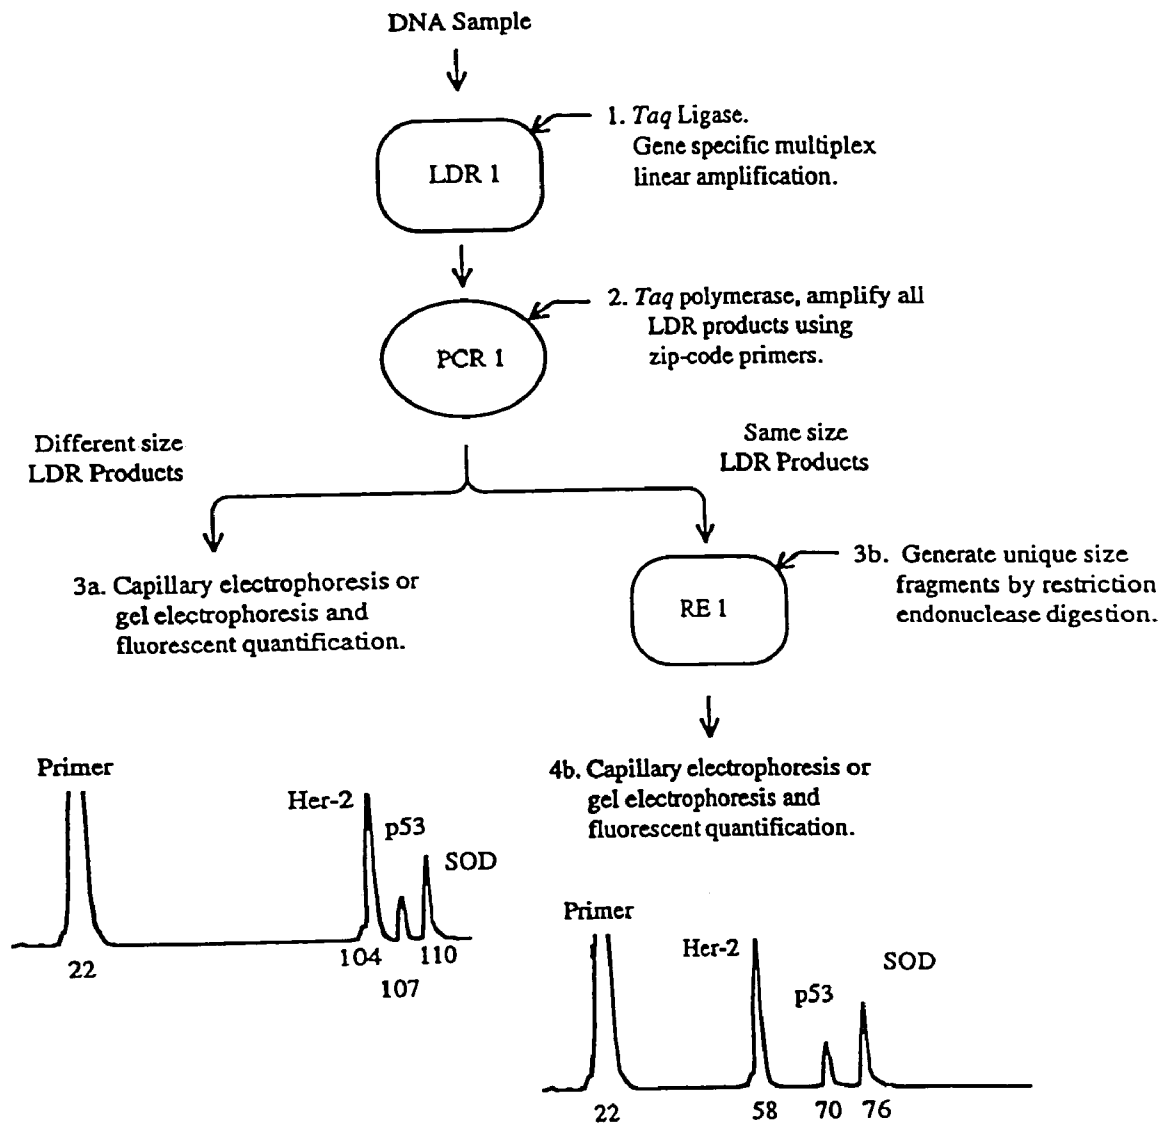 DNA Sample
1. Taq Ligase.
Gene specific multiplex
linear amplification.
LDR 1
2. Taq polymerase, amplify all
LDR products using
zip-code primers.
PCR 1
Different size
LDR Products
Same size
LDR Products
3a. Capillary electrophoresis or
gel electrophoresis and
fluorescent quantification.
3b. Generate unique size
fragments by restriction
endonuclease digestion.
RE 1
Primer
Her-2
p53
SOD
22
104
107
110
4b. Capillary electrophoresis or
gel electrophoresis and
fluorescent quantification.
Primer
Her-2
p53
SOD
22
58
70
76